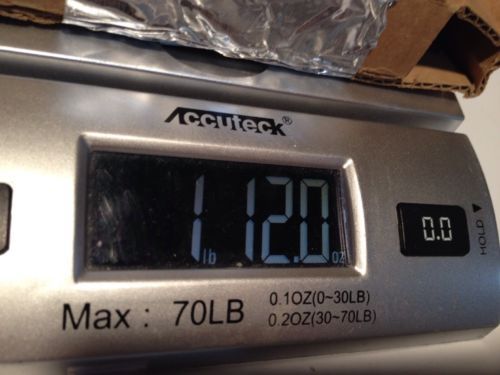 Accuteck®
1 lb 12.0 oz
0.0
HOLD
Max : 70LB
0.1OZ(0~30LB)
0.2OZ(30~70LB)